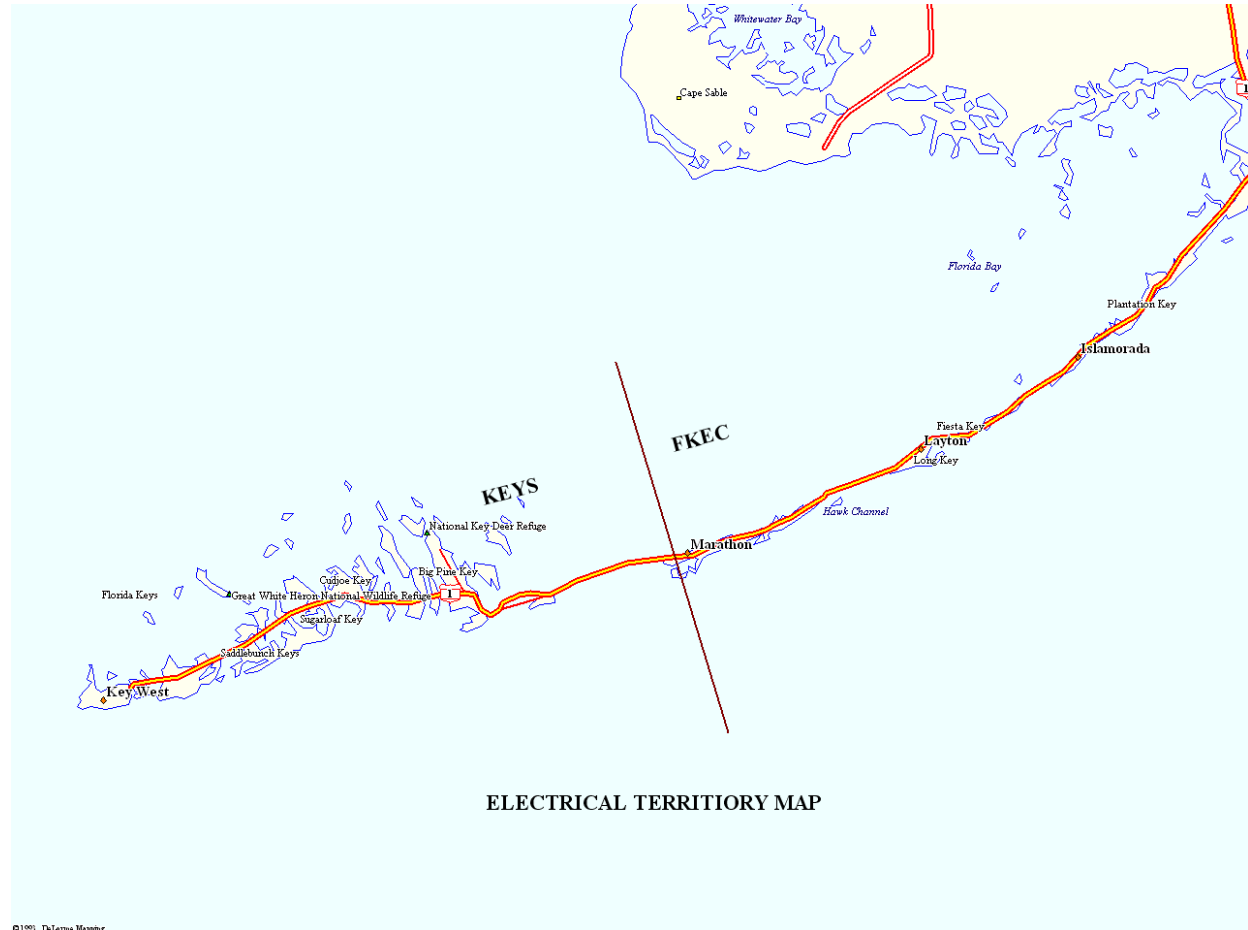 Whitewater Bay
Cape Sable
1
Florida Bay
Plantation Key
Islamorada
FKEC
Fiesta Key
Layton
Long Key
KEYS
Hawk Channel
National Key Deer Refuge
Marathon
Big Pine Key
Cudjoe Key
Florida Keys
Great White Heron National Wildlife Refuge
1
Sugarloaf Key
Saddlebunch Keys
Key West
ELECTRICAL TERRITIORY MAP